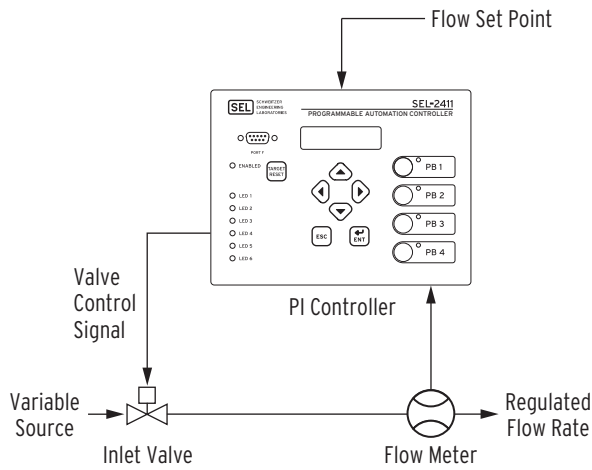 Flow Set Point
SEL SCHWEITZER
ENGINEERING
LABORATORIES
SEL-2411
PROGRAMMABLE AUTOMATION CONTROLLER
PORT F
ENABLED
TARGET
RESET
PB 1
PB 2
PB 3
PB 4
LED 1
LED 2
LED 3
LED 4
LED 5
LED 6
ESC
ENT
Valve
Control
Signal
PI Controller
Variable
Source
Inlet Valve
Flow Meter
Regulated
Flow Rate